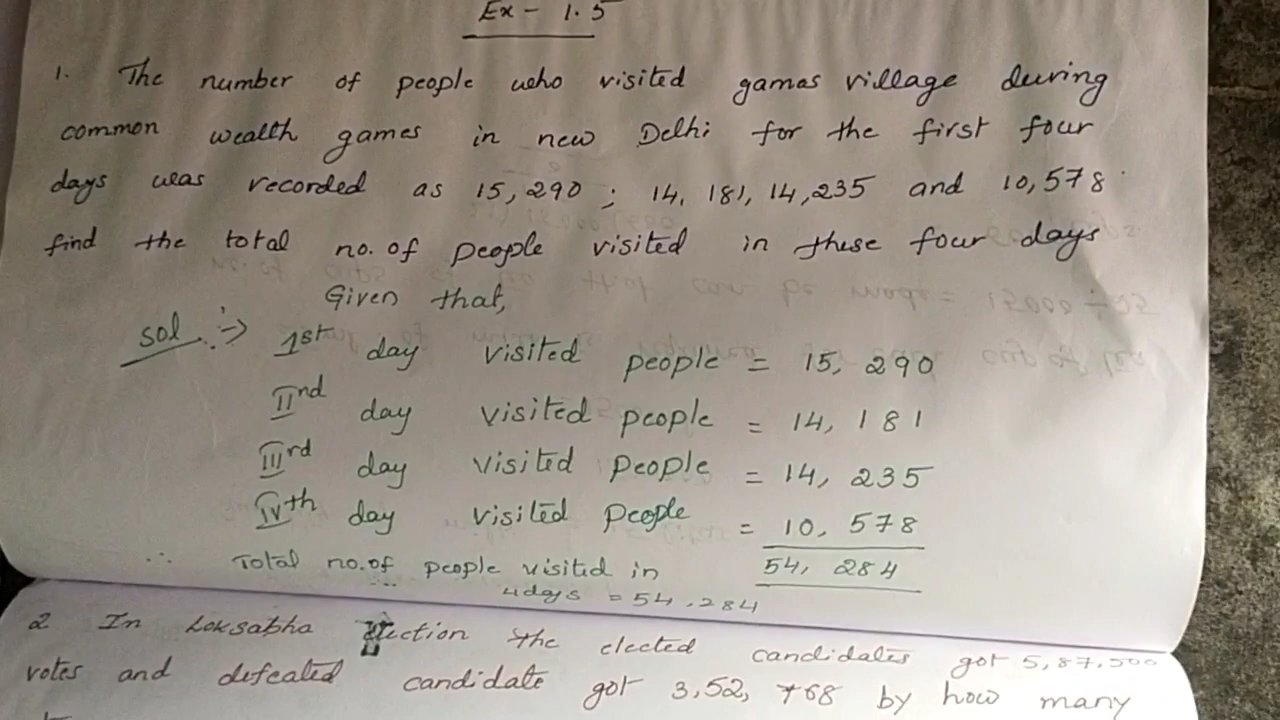 Ex - 1.5
1. The number of people who visited games village during
common wealth games in new Delhi for the first four
days was recorded as 15,290 ; 14,181, 14,235 and 10,578
find the total no. of people visited in these four days
Given that,
sol :->
1st day visited people = 15,290
IInd day visited people = 14,181
IIIrd day visited people = 14,235
IVth day visited people = 10,578
∴ Total no. of people visited in 54,284
4days = 54,284
2 In Loksabha the elected candidates got 5,87,500
votes and defeated candidate got 3,52,768 by how many